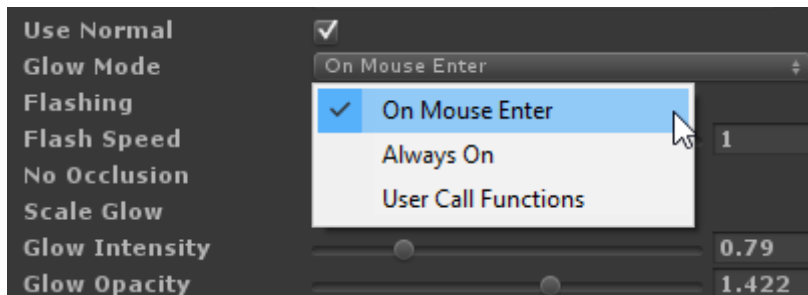 Use Normal
Glow Mode On Mouse Enter
Flashing On Mouse Enter
Flash Speed 1
Always On
No Occlusion
User Call Functions
Scale Glow
Glow Intensity 0.79
Glow Opacity 1.422